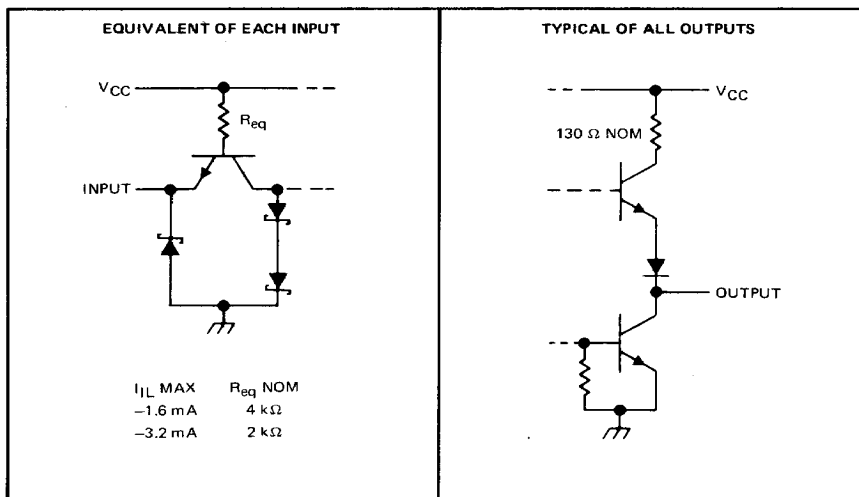 EQUIVALENT OF EACH INPUT
VCC
Req
INPUT
IIL MAX Req NOM
−1.6 mA 4 kΩ
−3.2 mA 2 kΩ
TYPICAL OF ALL OUTPUTS
VCC
130 Ω NOM
OUTPUT